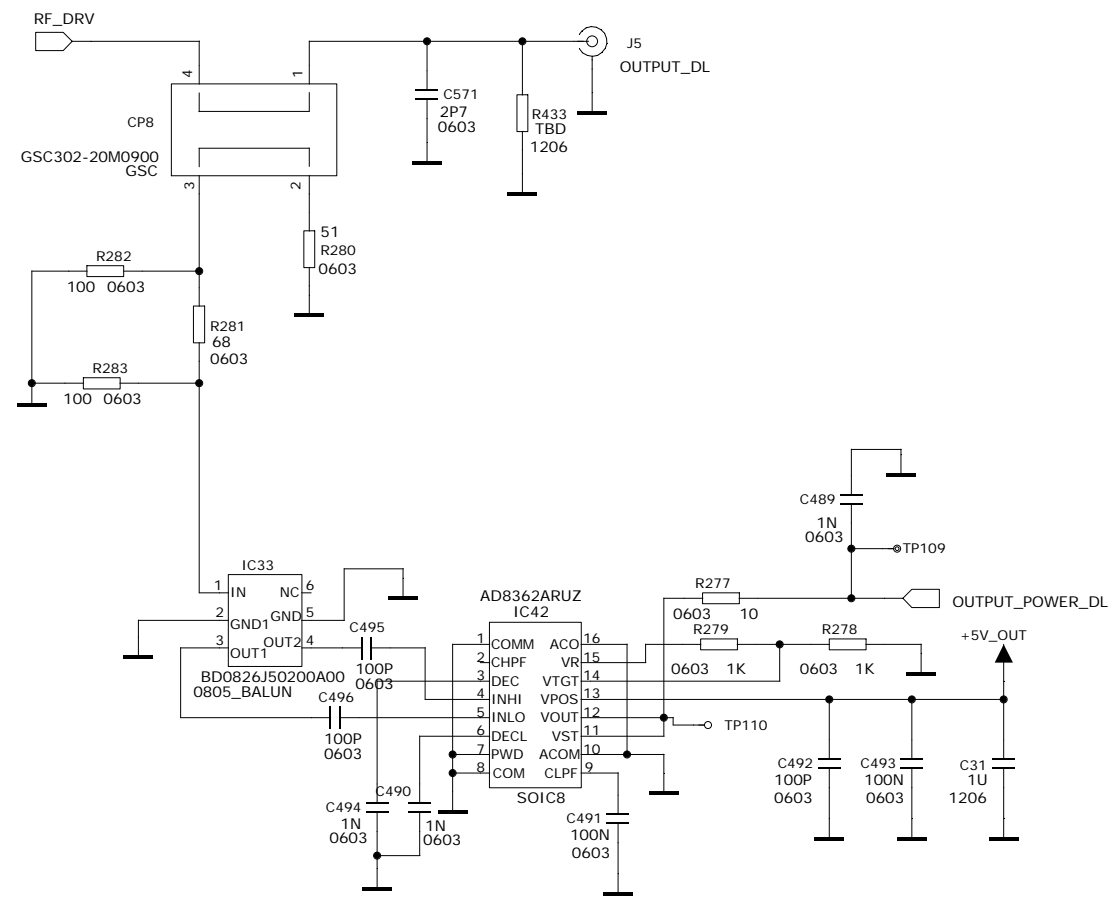 RF_DRV
J5
OUTPUT_DL
4
1
CP8
GSC302-20M0900
GSC
3
2
C571
2P7
0603
R433
TBD
1206
51
R280
0603
R282
100 0603
R281
68
0603
R283
100 0603
C489
1N
0603
TP109
R277
0603 10
OUTPUT_POWER_DL
IC33
1 IN NC 6
2 GND1 GND 5
3 OUT1 OUT2 4
BD0826J50200A00
0805_BALUN
C495
100P
0603
C496
100P
0603
AD8362ARUZ
IC42
1 COMM ACO 16
2 CHPF VR 15
3 DEC VTGT 14
4 INHI VPOS 13
5 INLO VOUT 12
6 DECL VST 11
7 PWD ACOM 10
8 COM CLPF 9
SOIC8
R279
0603 1K
R278
0603 1K
+5V_OUT
TP110
C494
1N
0603
C490
1N
0603
C491
100N
0603
C492
100P
0603
C493
100N
0603
C31
1U
1206